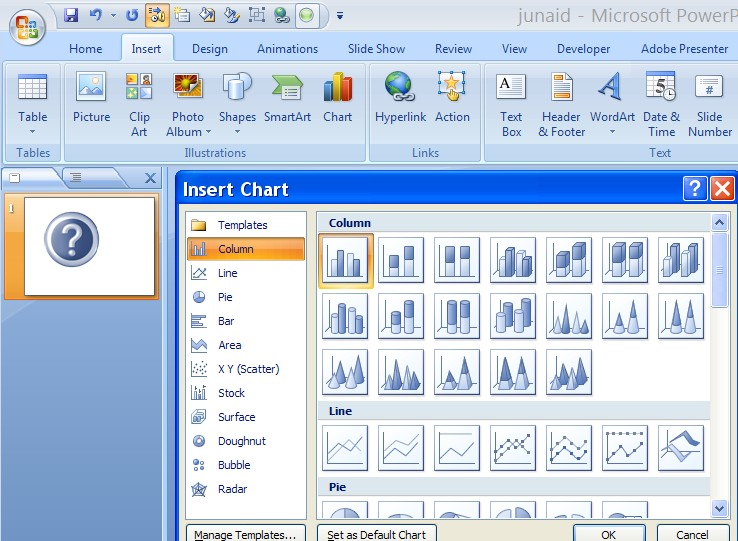 junaid - Microsoft PowerP
Home Insert Design Animations Slide Show Review View Developer Adobe Presenter
Table Picture Clip Art Photo Album Shapes SmartArt Chart Hyperlink Action Text Box Header & Footer WordArt Date & Time Slide Number
Tables Illustrations Links Text
1
Insert Chart
Templates
Column
Line
Pie
Bar
Area
X Y (Scatter)
Stock
Surface
Doughnut
Bubble
Radar
Column
Line
Pie
Manage Templates... Set as Default Chart OK Cancel